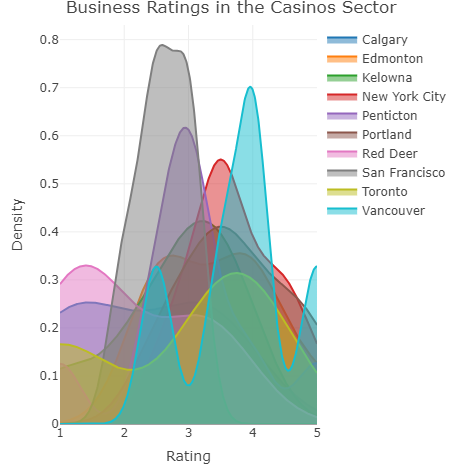 Business Ratings in the Casinos Sector
0.8
0.7
0.6
0.5
0.4
0.3
0.2
0.1
0
1
2
3
4
5
Density
Rating
Calgary
Edmonton
Kelowna
New York City
Penticton
Portland
Red Deer
San Francisco
Toronto
Vancouver